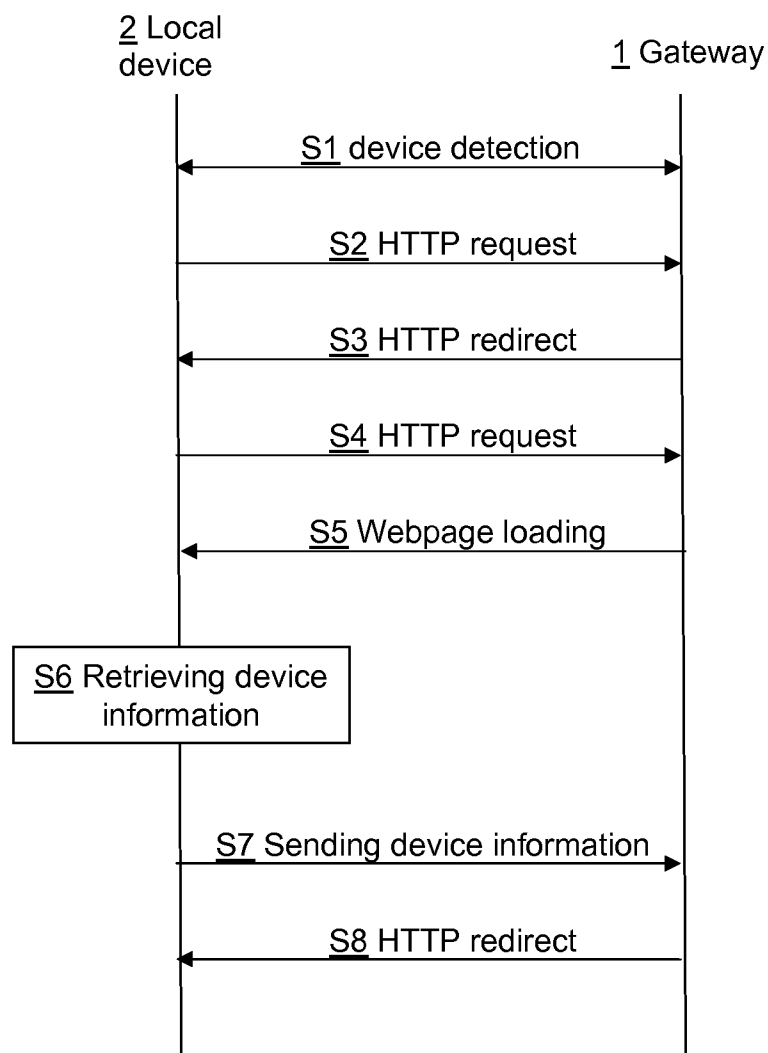 2 Local
device
1 Gateway
S1 device detection
S2 HTTP request
S3 HTTP redirect
S4 HTTP request
S5 Webpage loading
S6 Retrieving device
information
S7 Sending device information
S8 HTTP redirect